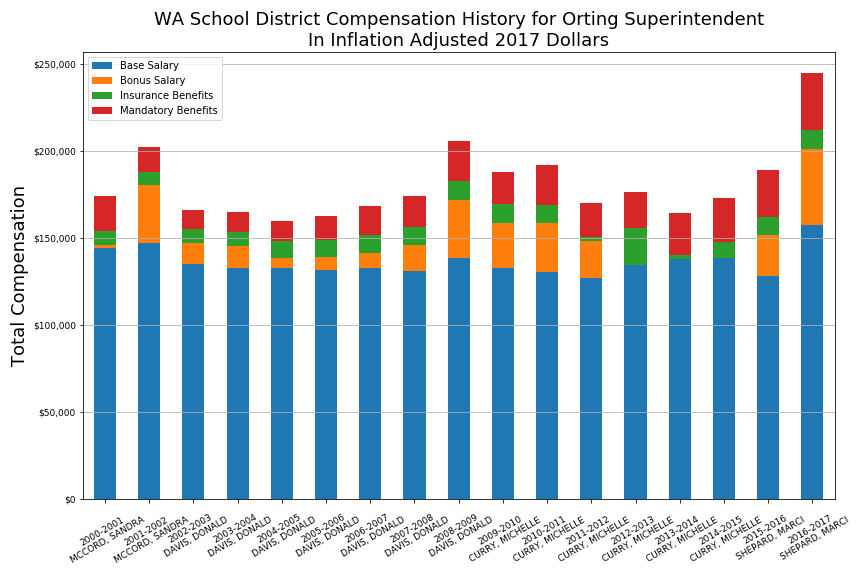 WA School District Compensation History for Orting Superintendent
In Inflation Adjusted 2017 Dollars
Base Salary
Bonus Salary
Insurance Benefits
Mandatory Benefits
Total Compensation
$250,000
$200,000
$150,000
$100,000
$50,000
$0
2000-2001
MCCORD, SANDRA
2001-2002
MCCORD, SANDRA
2002-2003
DAVIS, DONALD
2003-2004
DAVIS, DONALD
2004-2005
DAVIS, DONALD
2005-2006
DAVIS, DONALD
2006-2007
DAVIS, DONALD
2007-2008
DAVIS, DONALD
2008-2009
DAVIS, DONALD
2009-2010
CURRY, MICHELLE
2010-2011
CURRY, MICHELLE
2011-2012
CURRY, MICHELLE
2012-2013
CURRY, MICHELLE
2013-2014
CURRY, MICHELLE
2014-2015
CURRY, MICHELLE
2015-2016
SHEPARD, MARCI
2016-2017
SHEPARD, MARCI